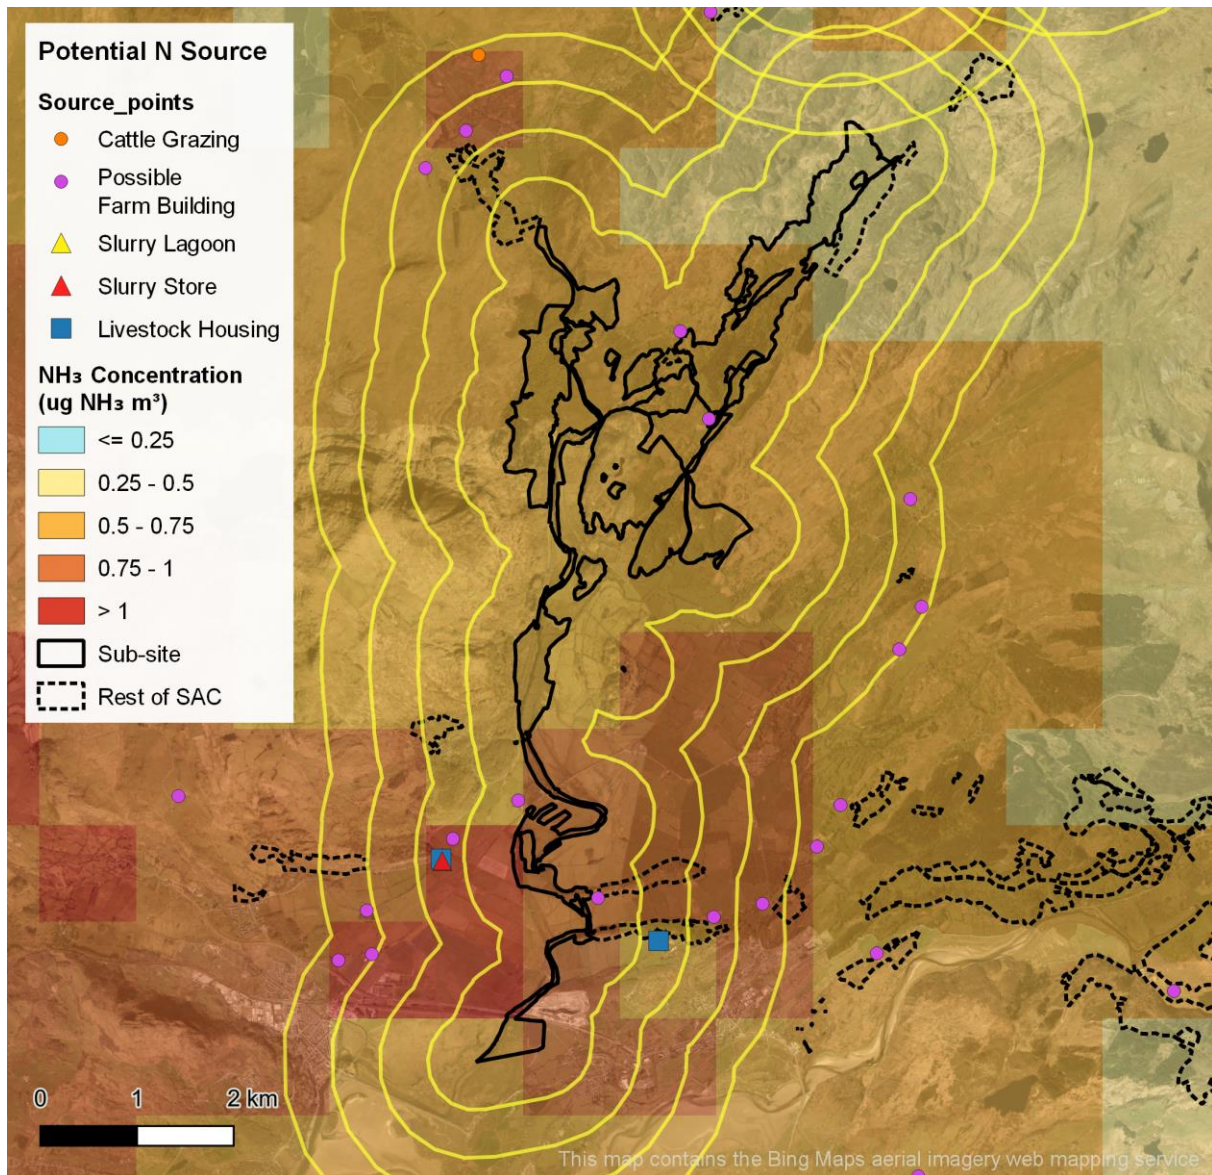 Potential N Source
Source_points
Cattle Grazing
Possible
Farm Building
Slurry Lagoon
Slurry Store
Livestock Housing
NH₃ Concentration
(ug NH₃ m³)
<= 0.25
0.25 - 0.5
0.5 - 0.75
0.75 - 1
> 1
Sub-site
Rest of SAC
0 1 2 km
This map contains the Bing Maps aerial imagery web mapping service